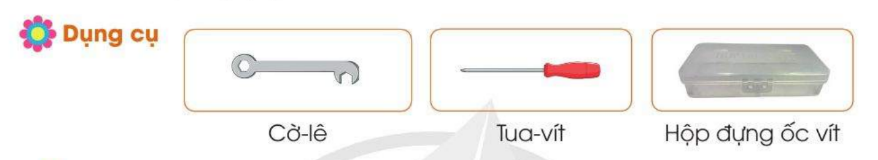 Dụng cụ
Cờ-lê
Tua-vít
Hộp đựng ốc vít